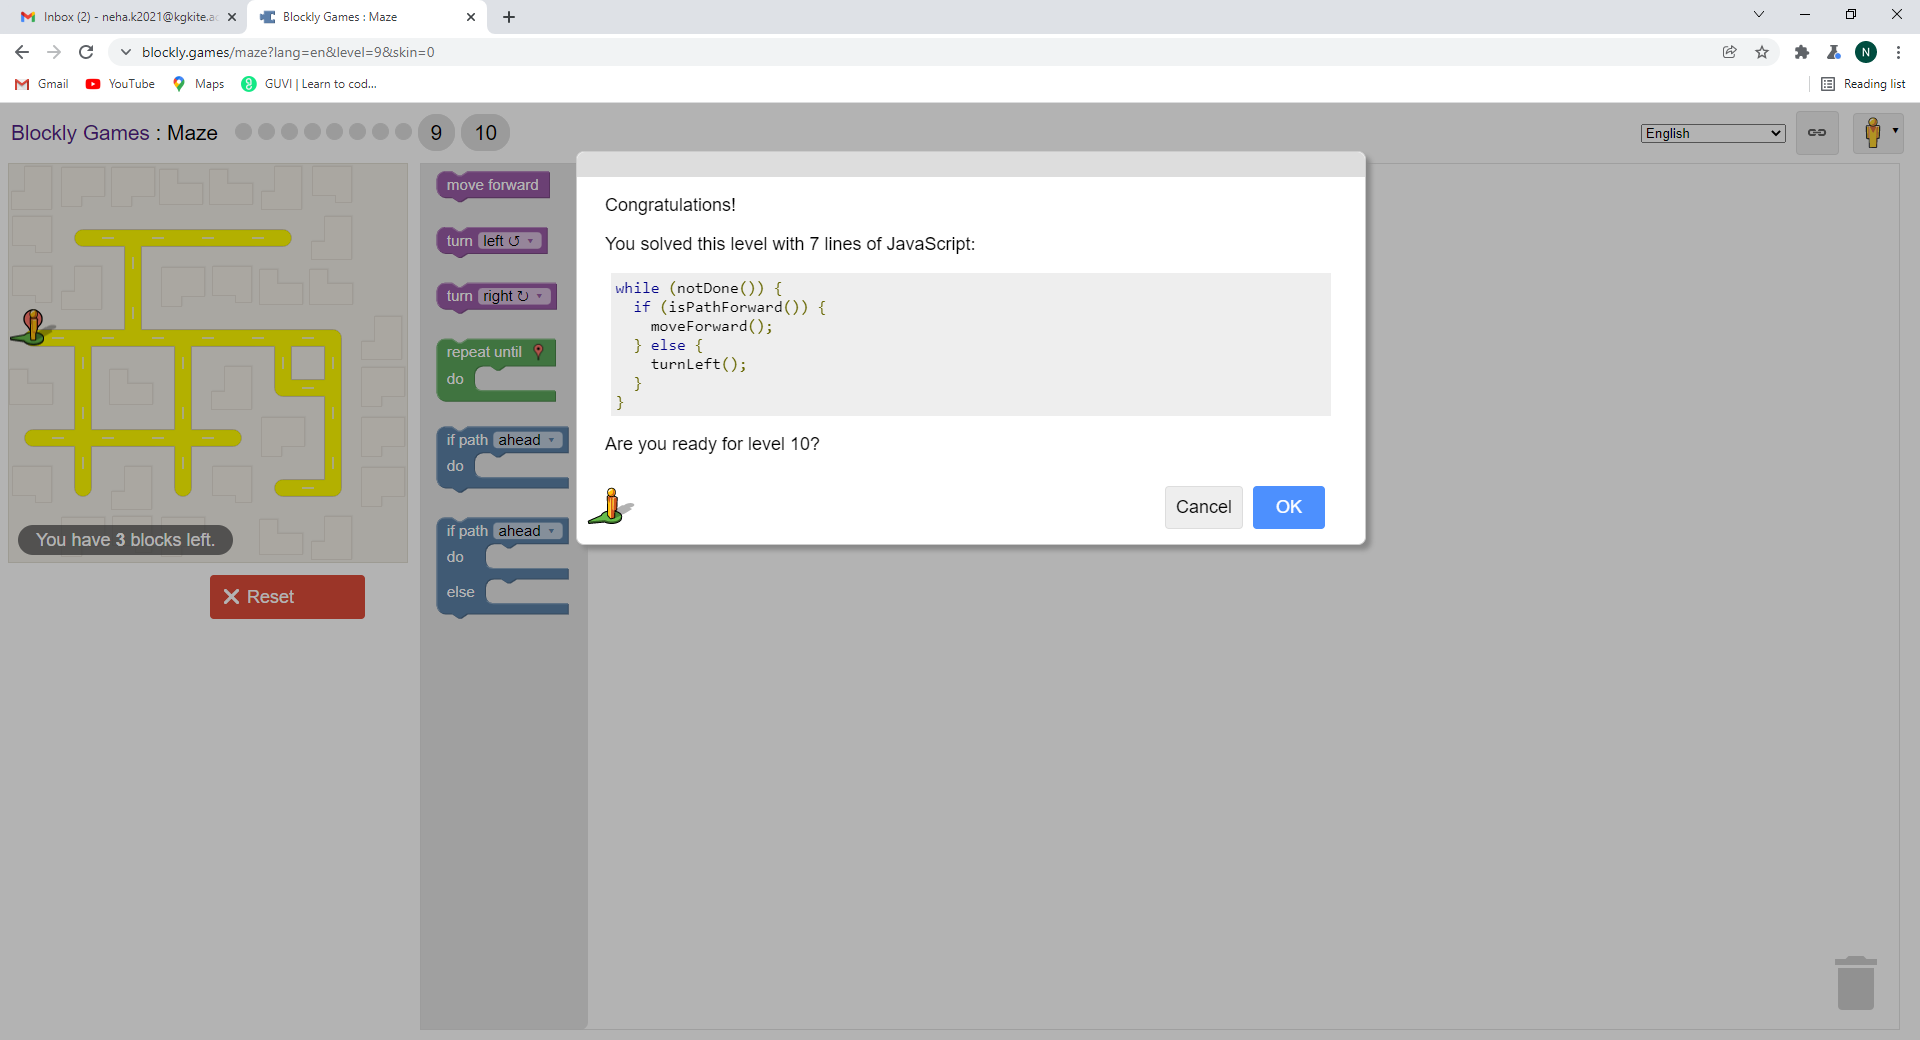 Inbox (2) - neha.k2021@kgkite.ac
Blockly Games : Maze
blockly.games/maze?lang=en&level=9&skin=0
N
Gmail
YouTube
Maps
GUVI | Learn to cod...
Reading list
Blockly Games : Maze
9
10
English
move forward
turn left ↺
turn right ↻
repeat until
do
if path ahead
do
if path ahead
do
else
You have 3 blocks left.
Reset
Congratulations!
You solved this level with 7 lines of JavaScript:
while (notDone()) {
  if (isPathForward()) {
    moveForward();
  } else {
    turnLeft();
  }
}
Are you ready for level 10?
Cancel
OK